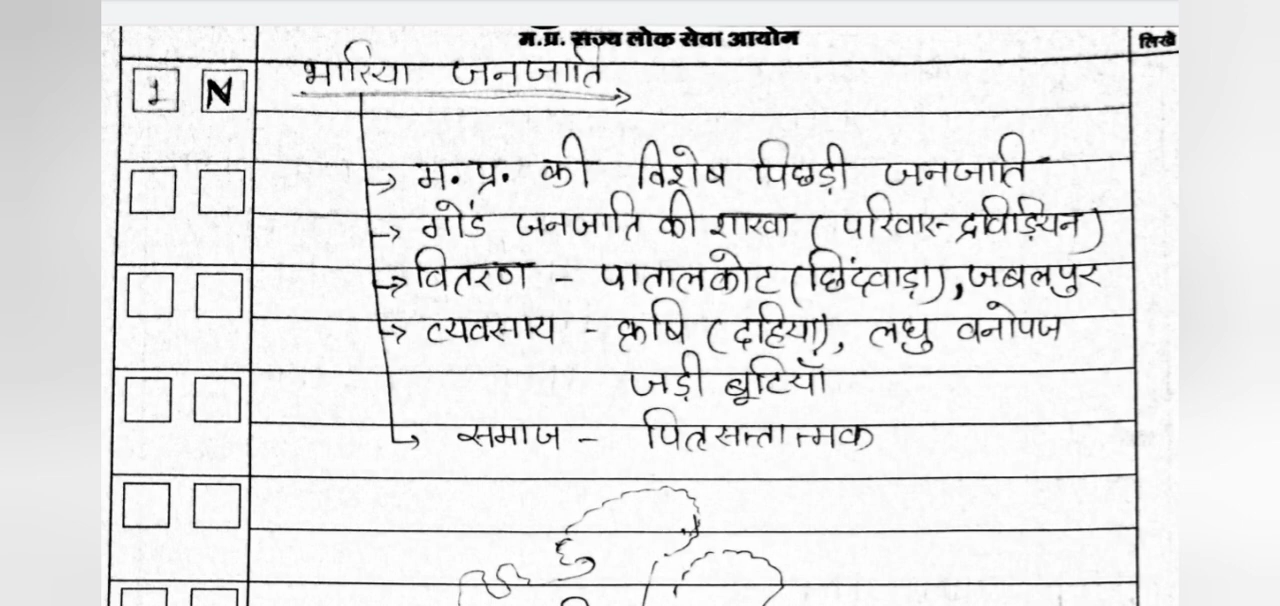 म.प्र. राज्य लोक सेवा आयोग
लिखे
1 N भारिया जनजाति
→ म.प्र. की विशेष पिछड़ी जनजाति
→ गोंड जनजाति की शाखा (परिवार- द्रविड़ियन)
→ वितरण - पातालकोट (छिंदवाड़ा), जबलपुर
→ व्यवसाय - कृषि (दहिया), लघु वनोपज
जड़ी बूटियाँ
→ समाज - पितृसत्तात्मक